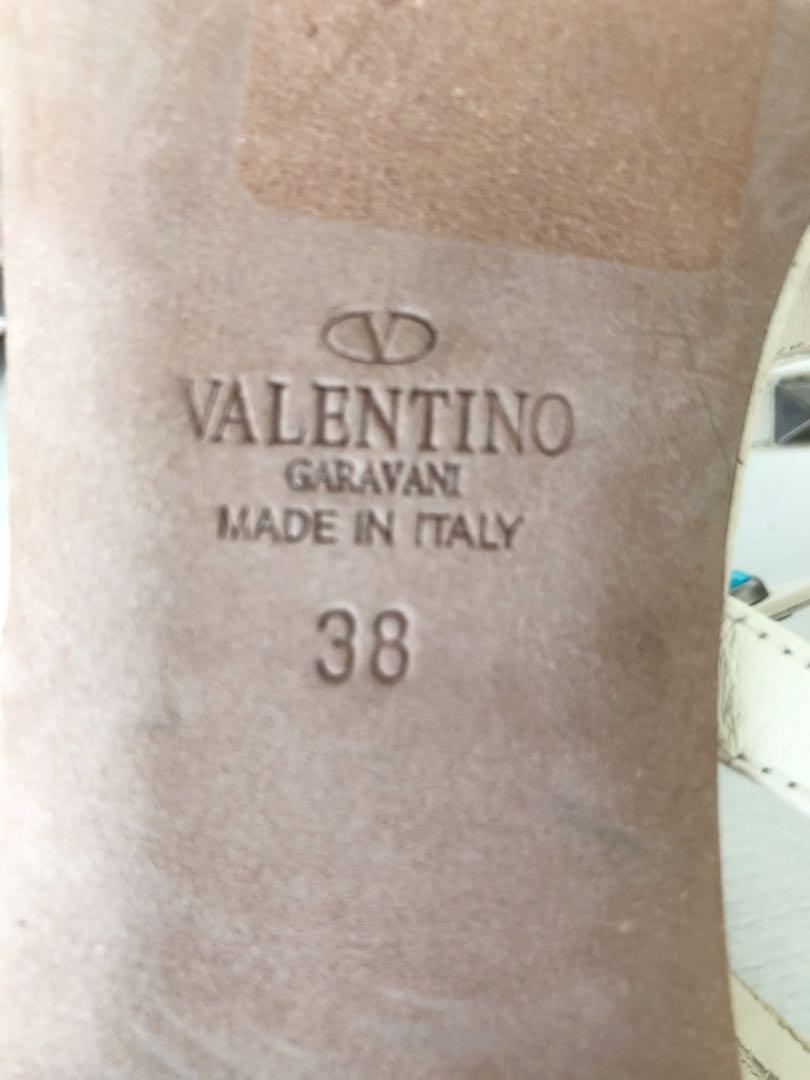 V
VALENTINO
GARAVANI
MADE IN ITALY
38